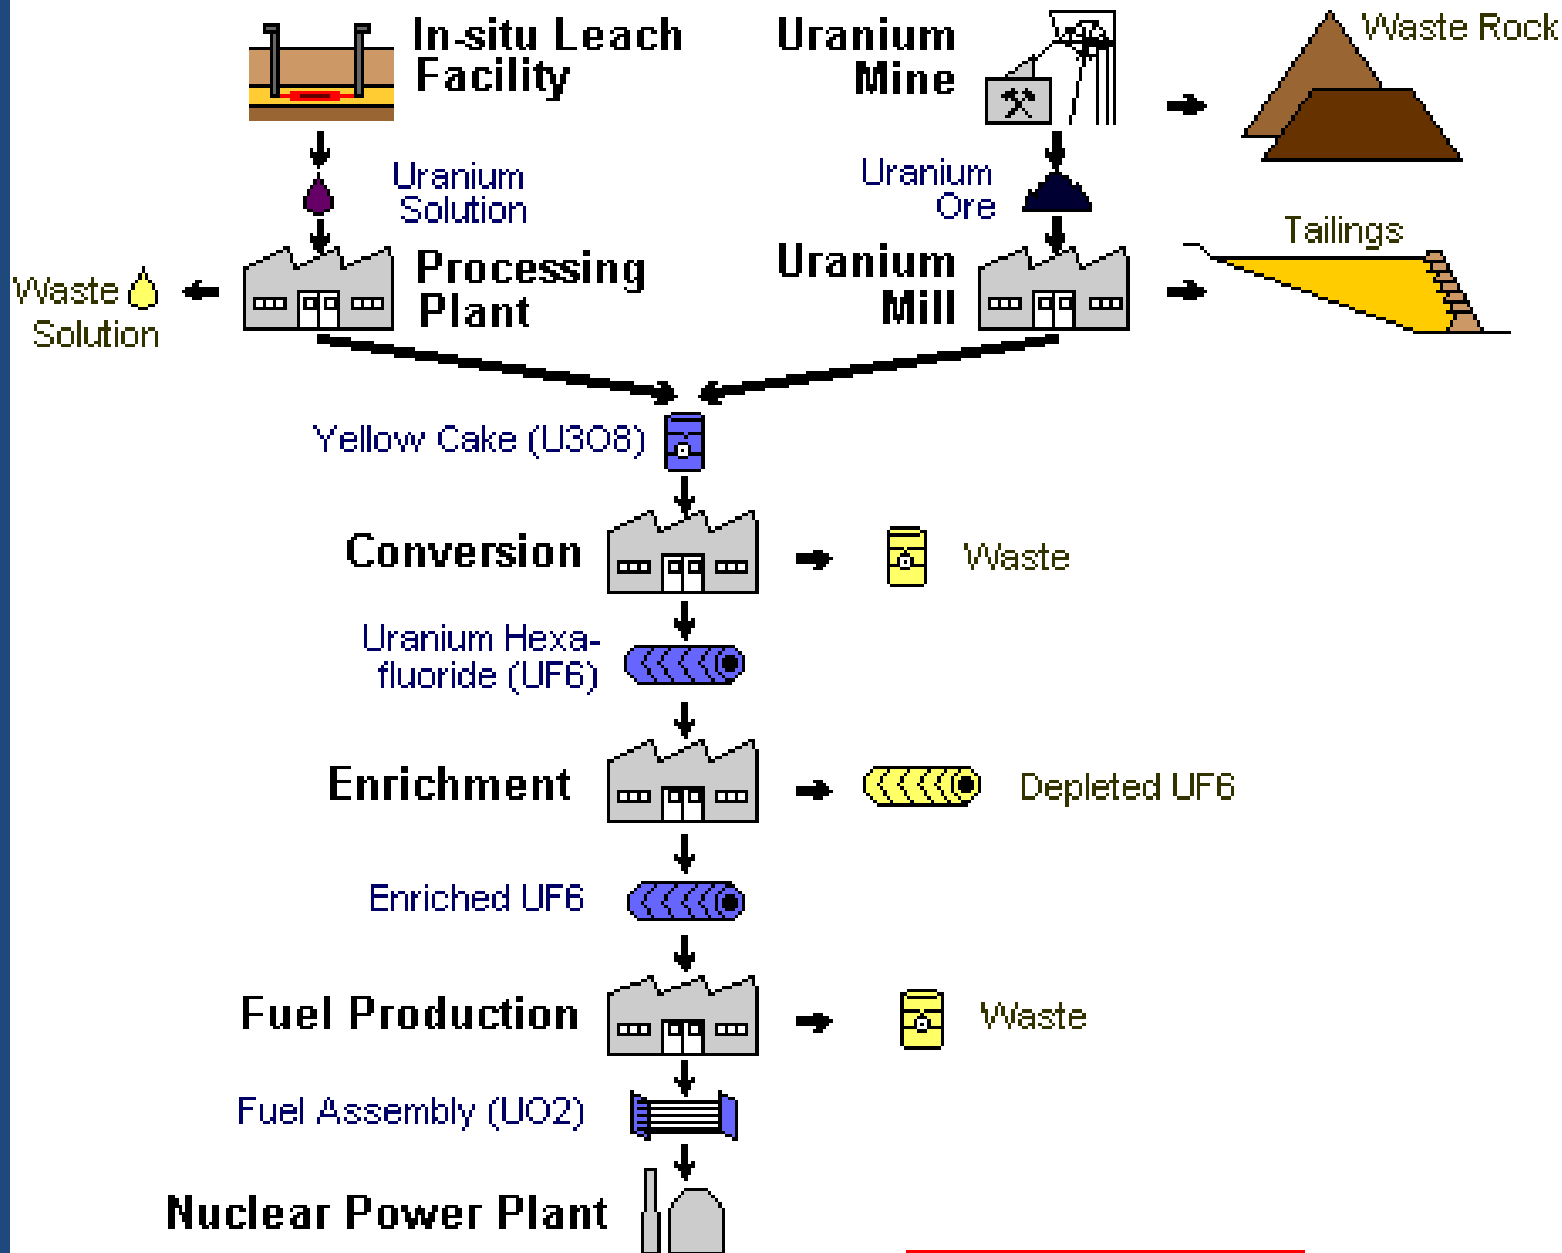 In-situ Leach
Facility
Uranium
Mine
Waste Rock
Uranium
Solution
Uranium
Ore
Tailings
Processing
Plant
Uranium
Mill
Waste
Solution
Yellow Cake (U3O8)
Conversion
Waste
Uranium Hexa-
fluoride (UF6)
Enrichment
Depleted UF6
Enriched UF6
Fuel Production
Waste
Fuel Assembly (UO2)
Nuclear Power Plant